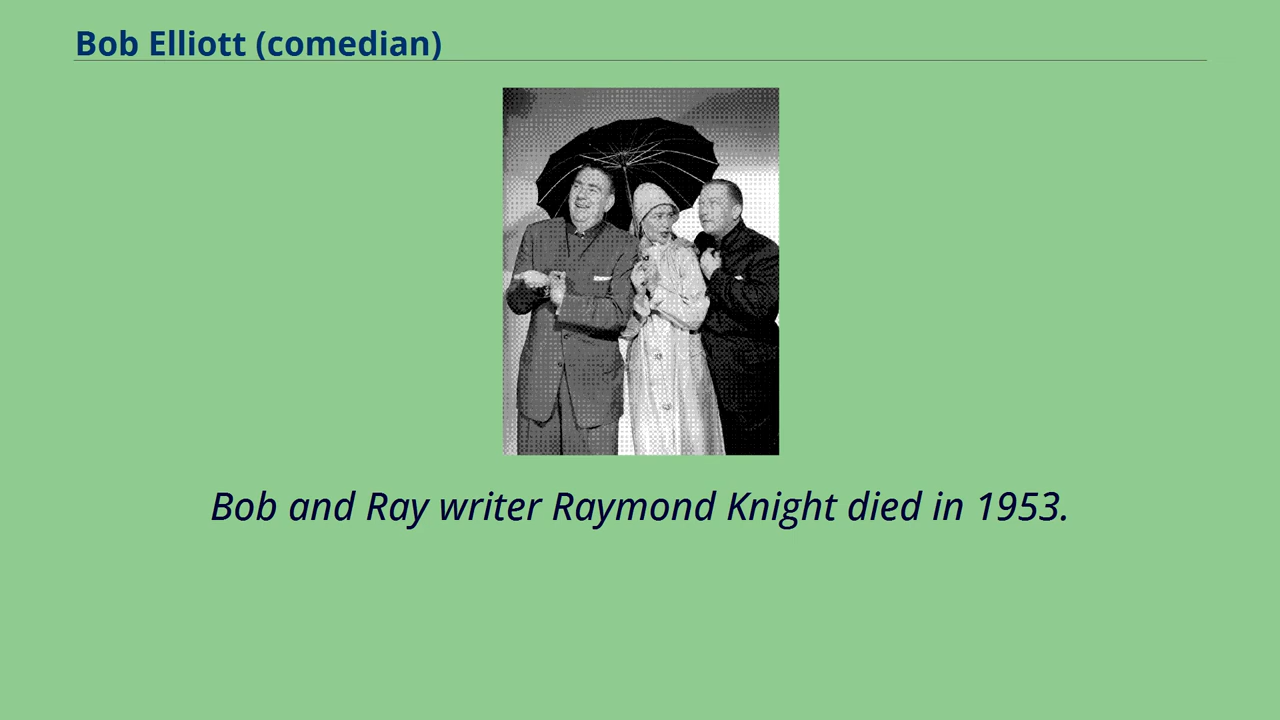 Bob Elliott (comedian)
Bob and Ray writer Raymond Knight died in 1953.